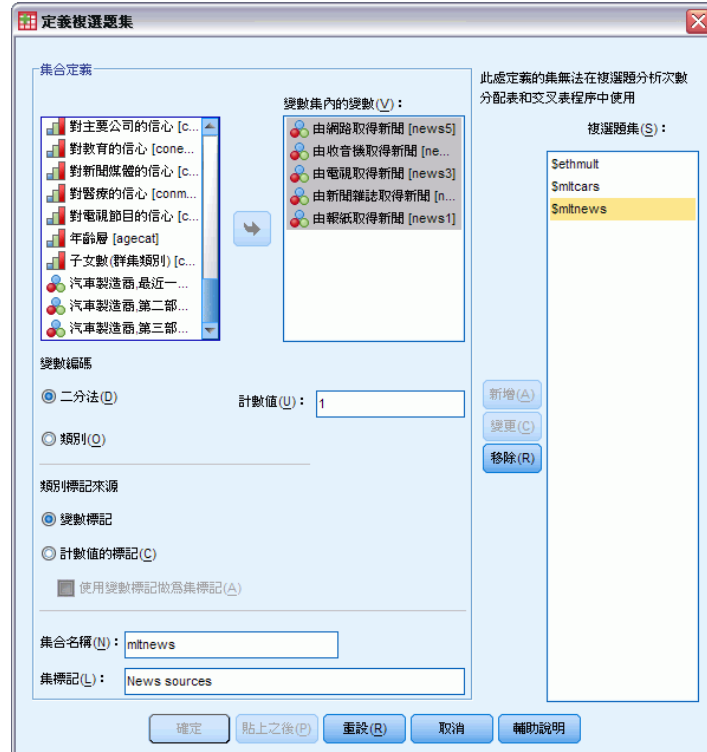 定義複選題集
集合定義
對主要公司的信心 [c...
對教育的信心 [cone...
對新聞媒體的信心 [c...
對醫療的信心 [conm...
對電視節目的信心 [c...
年齡層 [agecat]
子女數(群集類別) [c...
汽車製造商,最近一...
汽車製造商,第二部...
汽車製造商,第三部...
變數集內的變數(V):
由網路取得新聞 [news5]
由收音機取得新聞 [ne...
由電視取得新聞 [news3]
由新聞雜誌取得新聞 [n...
由報紙取得新聞 [news1]
變數編碼
二分法(D)
計數值(U):
1
類別(O)
類別標記來源
變數標記
計數值的標記(C)
使用變數標記做為集標記(A)
集合名稱(N):
mltnews
集標記(L):
News sources
此處定義的集無法在複選題分析次數
分配表和交叉表程序中使用
複選題集(S):
$ethmult
$mltcars
$mltnews
新增(A)
變更(C)
移除(R)
確定
貼上之後(P)
重設(R)
取消
輔助說明